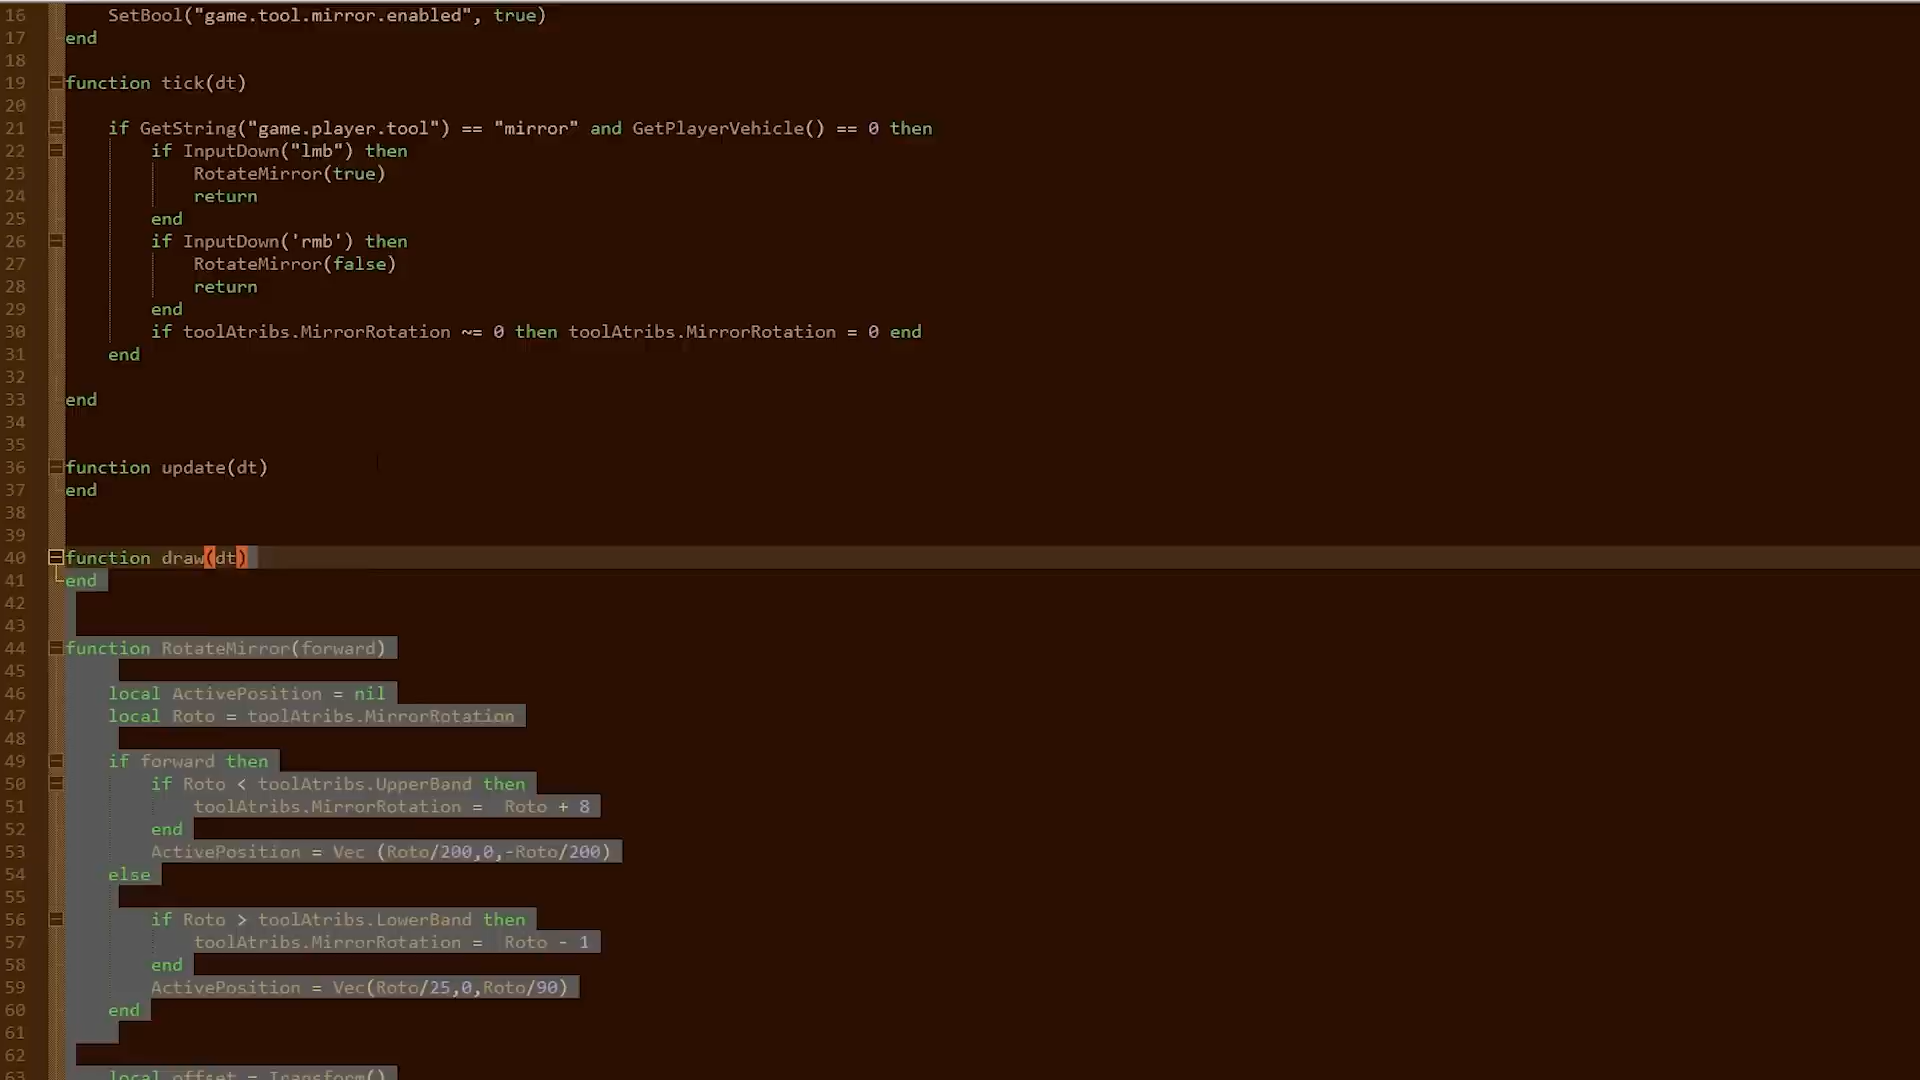 16 SetBool("game.tool.mirror.enabled", true)
17 end
18
19 function tick(dt)
20
21 if GetString("game.player.tool") == "mirror" and GetPlayerVehicle() == 0 then
22 if InputDown("lmb") then
23 RotateMirror(true)
24 return
25 end
26 if InputDown('rmb') then
27 RotateMirror(false)
28 return
29 end
30 if toolAtribs.MirrorRotation ~= 0 then toolAtribs.MirrorRotation = 0 end
31 end
32
33 end
34
35
36 function update(dt)
37 end
38
39
40 function draw(dt)
41 end
42
43
44 function RotateMirror(forward)
45
46 local ActivePosition = nil
47 local Roto = toolAtribs.MirrorRotation
48
49 if forward then
50 if Roto < toolAtribs.UpperBand then
51 toolAtribs.MirrorRotation = Roto + 8
52 end
53 ActivePosition = Vec (Roto/200,0,-Roto/200)
54 else
55
56 if Roto > toolAtribs.LowerBand then
57 toolAtribs.MirrorRotation = Roto - 1
58 end
59 ActivePosition = Vec(Roto/25,0,Roto/90)
60 end
61
62
63 local offset = Transform()